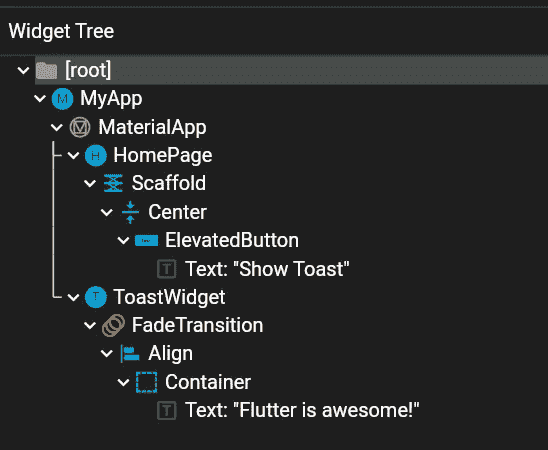 Widget Tree
[root]
M MyApp
MaterialApp
H HomePage
Scaffold
Center
ElevatedButton
T Text: "Show Toast"
T ToastWidget
FadeTransition
Align
Container
T Text: "Flutter is awesome!"